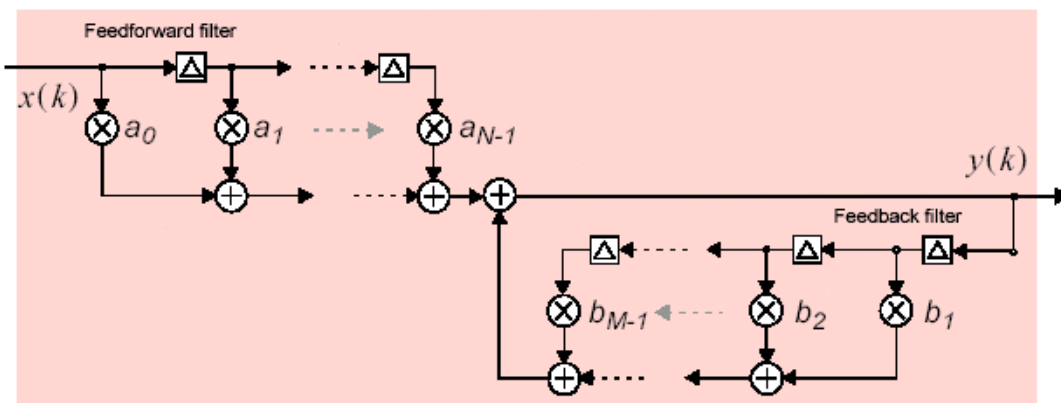 Feedforward filter
x(k)
a0
a1
aN-1
y(k)
Feedback filter
bM-1
b2
b1